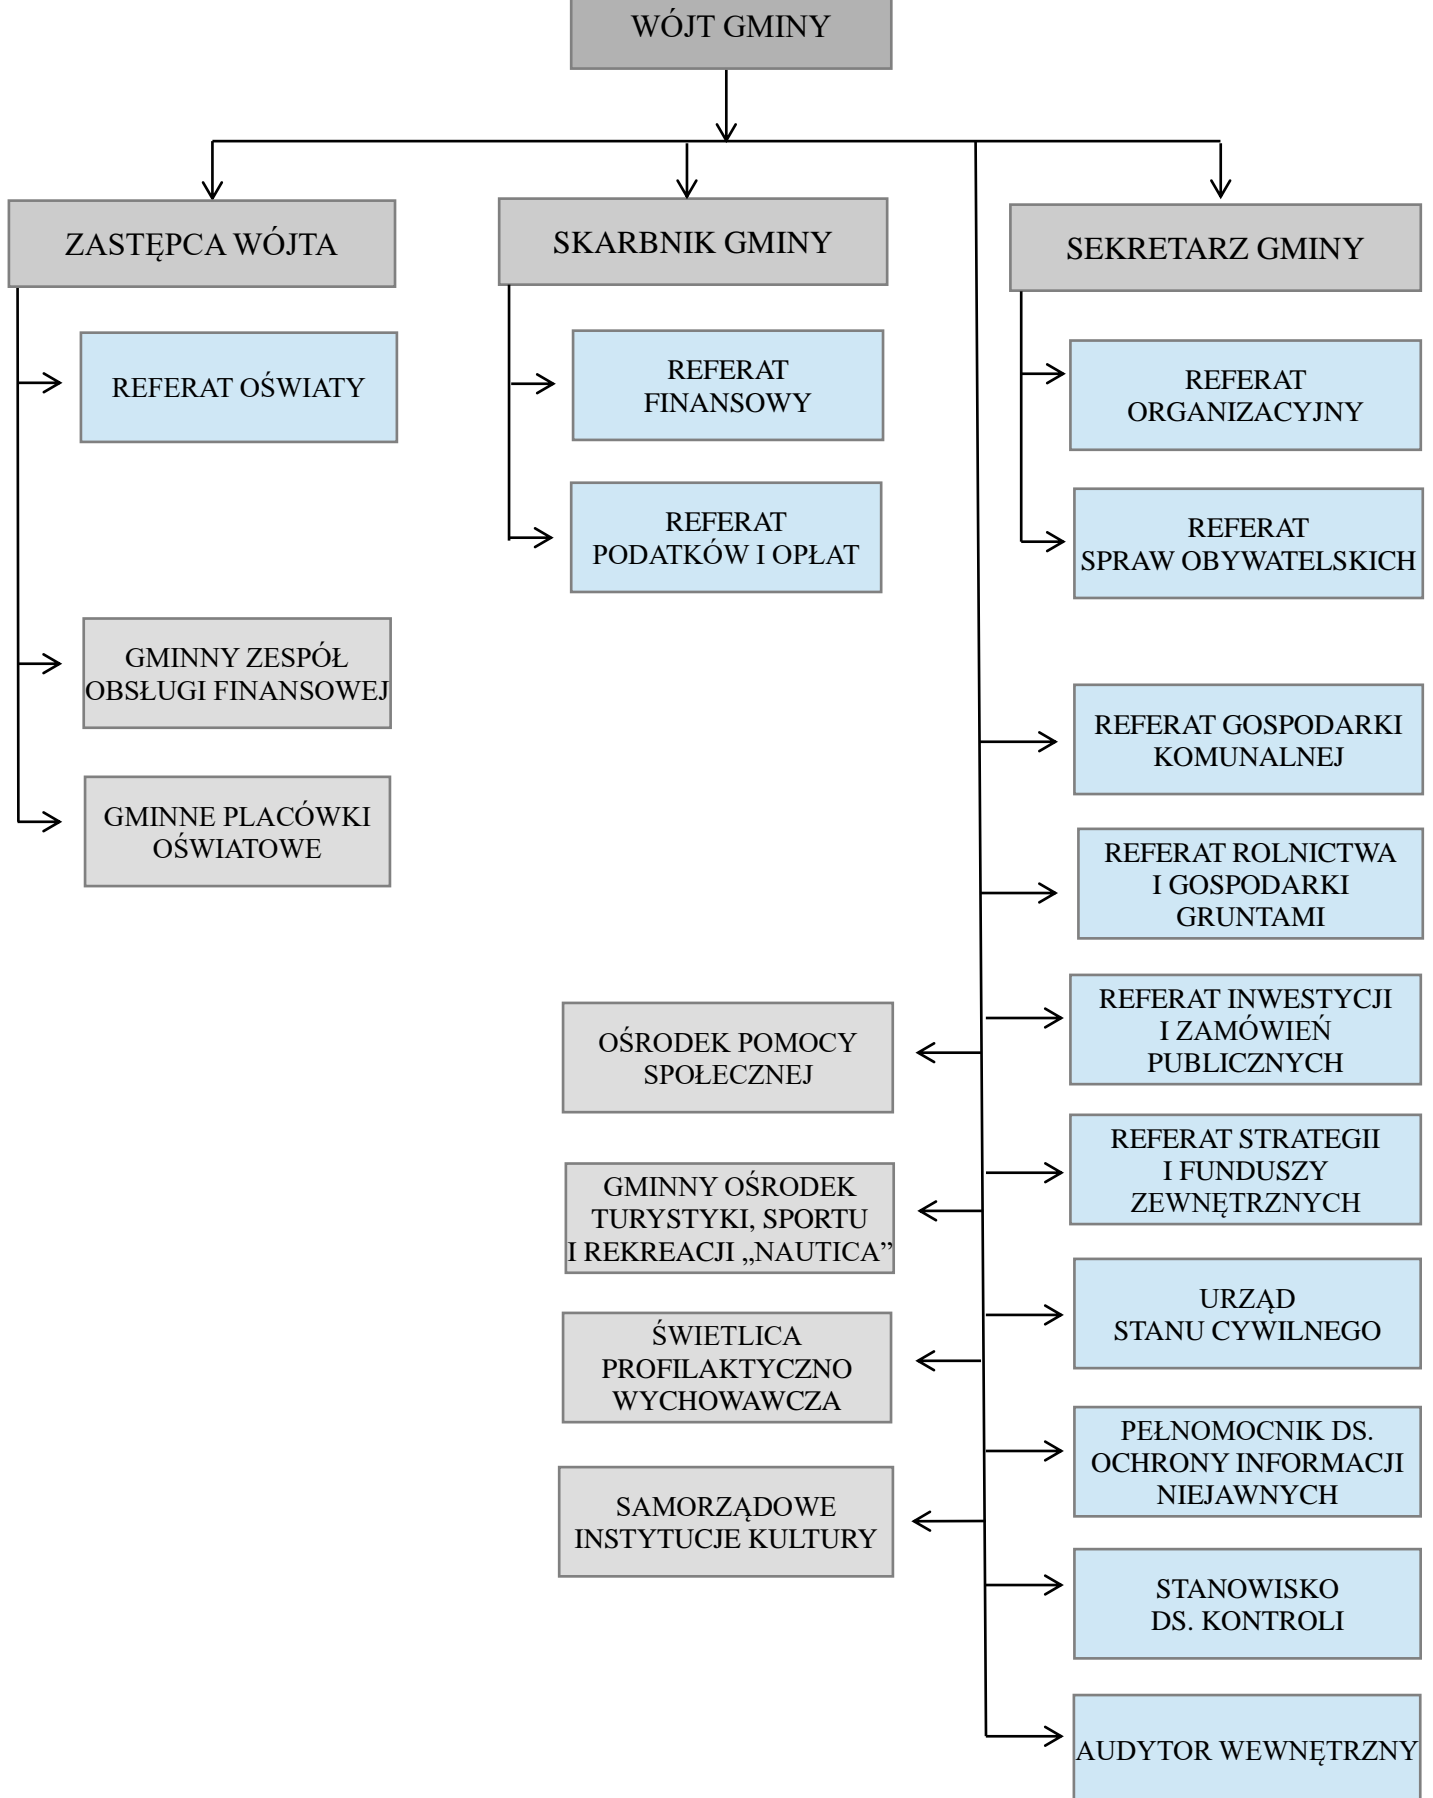 WÓJT GMINY
ZASTĘPCA WÓJTA
SKARBNIK GMINY
SEKRETARZ GMINY
REFERAT OŚWIATY
GMINNY ZESPÓŁ
OBSŁUGI FINANSOWEJ
GMINNE PLACÓWKI
OŚWIATOWE
REFERAT
FINANSOWY
REFERAT
PODATKÓW I OPŁAT
REFERAT
ORGANIZACYJNY
REFERAT
SPRAW OBYWATELSKICH
REFERAT GOSPODARKI
KOMUNALNEJ
REFERAT ROLNICTWA
I GOSPODARKI
GRUNTAMI
REFERAT INWESTYCJI
I ZAMÓWIEŃ
PUBLICZNYCH
REFERAT STRATEGII
I FUNDUSZY
ZEWNĘTRZNYCH
URZĄD
STANU CYWILNEGO
PEŁNOMOCNIK DS.
OCHRONY INFORMACJI
NIEJAWNYCH
STANOWISKO
DS. KONTROLI
AUDYTOR WEWNĘTRZNY
OŚRODEK POMOCY
SPOŁECZNEJ
GMINNY OŚRODEK
TURYSTYKI, SPORTU
I REKREACJI „NAUTICA”
ŚWIETLICA
PROFILAKTYCZNO
WYCHOWAWCZA
SAMORZĄDOWE
INSTYTUCJE KULTURY